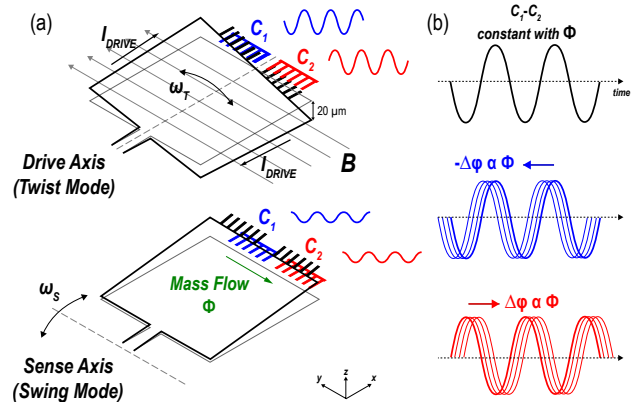 (a)
I_DRIVE
C₁
C₂
ω_T
20 μm
I_DRIVE
B
Drive Axis
(Twist Mode)
C₁
C₂
Mass Flow
Φ
ω_S
Sense Axis
(Swing Mode)
y
z
x
(b)
C₁-C₂
constant with Φ
time
-Δφ α Φ
Δφ α Φ